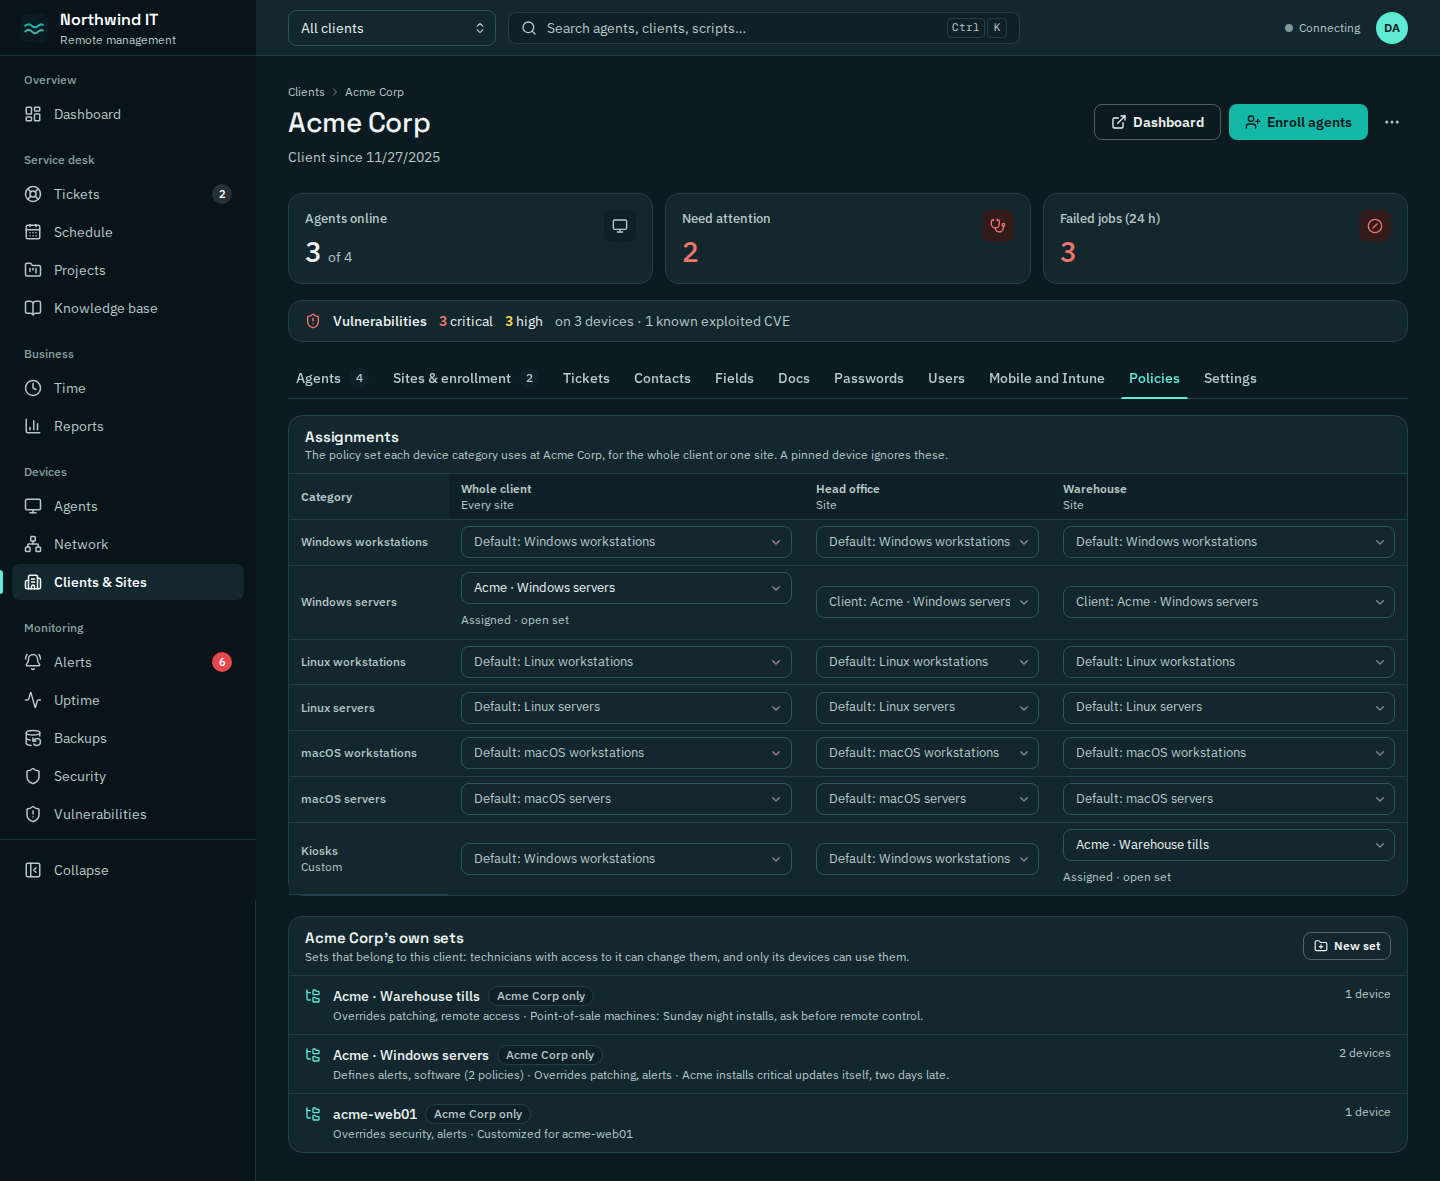 Northwind IT
Remote management
All clients
Search agents, clients, scripts...
Ctrl K
Connecting
DA
Overview
Dashboard
Service desk
Tickets 2
Schedule
Projects
Knowledge base
Business
Time
Reports
Devices
Agents
Network
Clients & Sites
Monitoring
Alerts 6
Uptime
Backups
Security
Vulnerabilities
Collapse
Clients > Acme Corp
Acme Corp
Client since 11/27/2025
Dashboard
Enroll agents
Agents online
3 of 4
Need attention
2
Failed jobs (24 h)
3
Vulnerabilities 3 critical 3 high on 3 devices · 1 known exploited CVE
Agents 4 Sites & enrollment 2 Tickets Contacts Fields Docs Passwords Users Mobile and Intune Policies Settings
Assignments
The policy set each device category uses at Acme Corp, for the whole client or one site. A pinned device ignores these.
Category
Whole client
Every site
Head office
Site
Warehouse
Site
Windows workstations
Default: Windows workstations
Default: Windows workstations
Default: Windows workstations
Windows servers
Acme · Windows servers
Assigned · open set
Client: Acme · Windows servers
Client: Acme · Windows servers
Linux workstations
Default: Linux workstations
Default: Linux workstations
Default: Linux workstations
Linux servers
Default: Linux servers
Default: Linux servers
Default: Linux servers
macOS workstations
Default: macOS workstations
Default: macOS workstations
Default: macOS workstations
macOS servers
Default: macOS servers
Default: macOS servers
Default: macOS servers
Kiosks
Custom
Default: Windows workstations
Default: Windows workstations
Acme · Warehouse tills
Assigned · open set
Acme Corp's own sets
Sets that belong to this client: technicians with access to it can change them, and only its devices can use them.
New set
Acme · Warehouse tills Acme Corp only
1 device
Overrides patching, remote access · Point-of-sale machines: Sunday night installs, ask before remote control.
Acme · Windows servers Acme Corp only
2 devices
Defines alerts, software (2 policies) · Overrides patching, alerts · Acme installs critical updates itself, two days late.
acme-web01 Acme Corp only
1 device
Overrides security, alerts · Customized for acme-web01